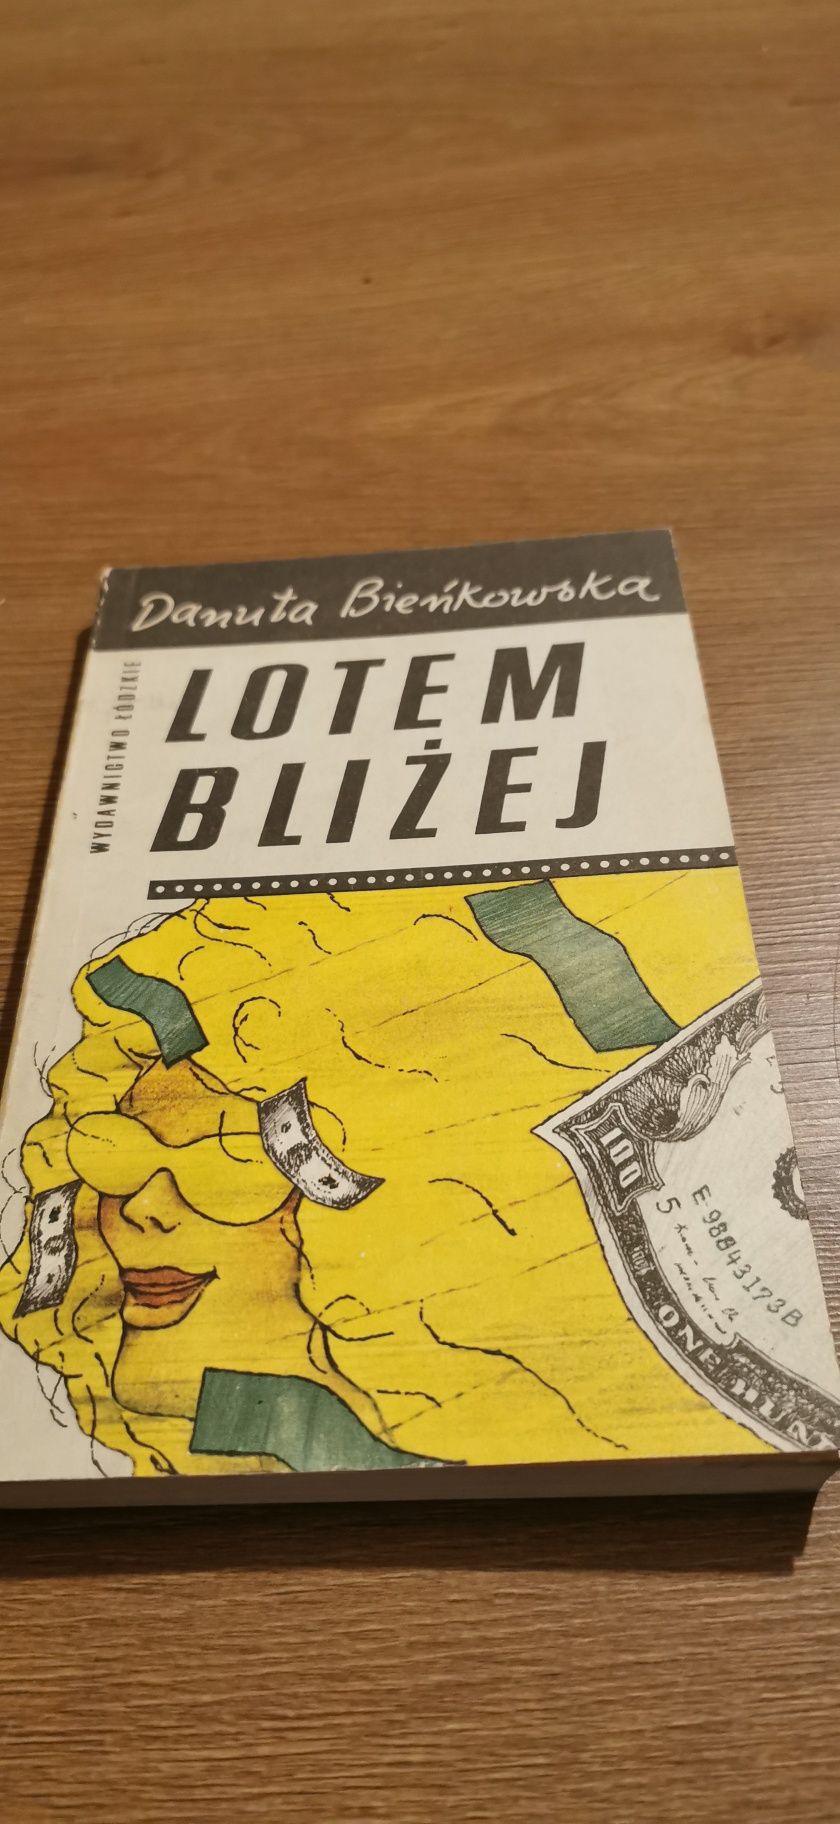 Danuta Bieńkowska
WYDAWNICTWO ŁÓDZKIE
LOTEM
BLIŻEJ
100
E 98843173B
5
ONE HUN